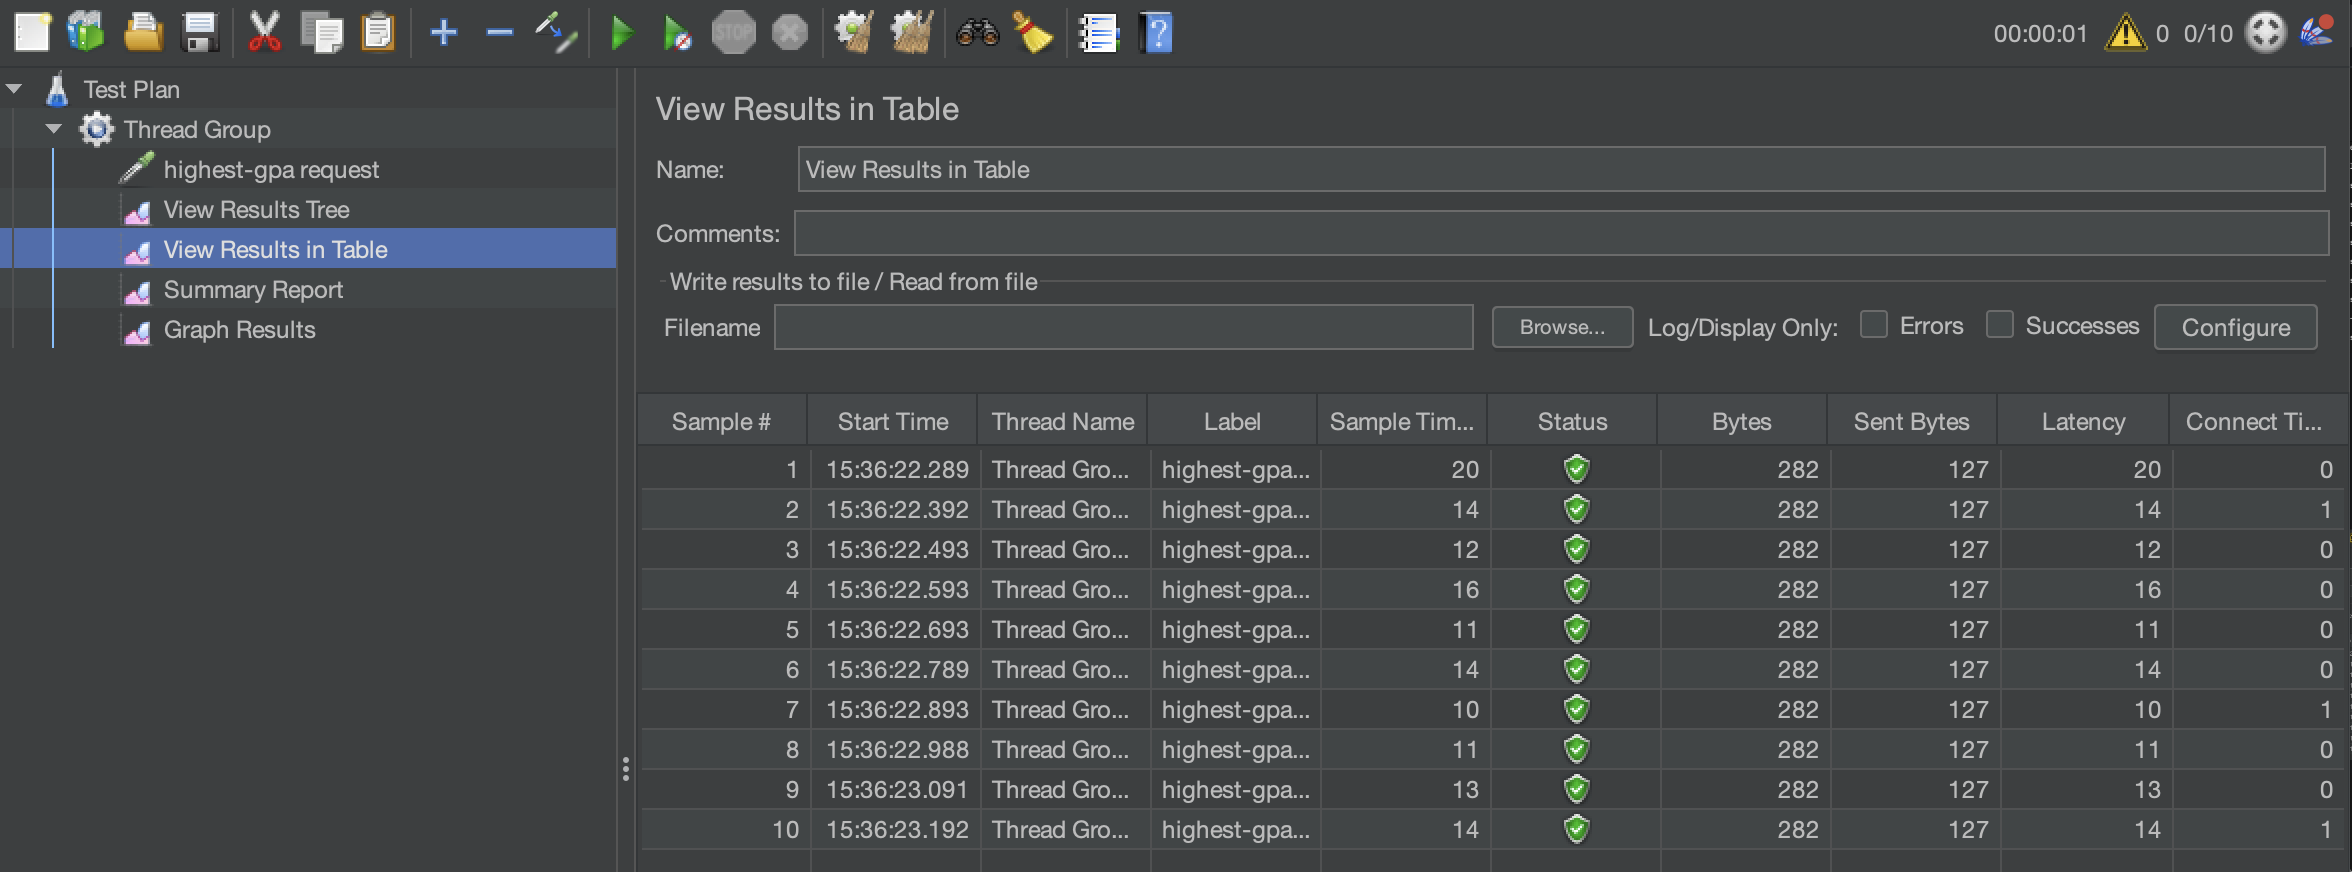 STOP
00:00:01 0 0/10
Test Plan
Thread Group
highest-gpa request
View Results Tree
View Results in Table
Summary Report
Graph Results
View Results in Table
Name: View Results in Table
Comments:
Write results to file / Read from file
Filename Browse... Log/Display Only: Errors Successes Configure
Sample # Start Time Thread Name Label Sample Tim... Status Bytes Sent Bytes Latency Connect Ti...
1 15:36:22.289 Thread Gro... highest-gpa... 20 282 127 20 0
2 15:36:22.392 Thread Gro... highest-gpa... 14 282 127 14 1
3 15:36:22.493 Thread Gro... highest-gpa... 12 282 127 12 0
4 15:36:22.593 Thread Gro... highest-gpa... 16 282 127 16 0
5 15:36:22.693 Thread Gro... highest-gpa... 11 282 127 11 0
6 15:36:22.789 Thread Gro... highest-gpa... 14 282 127 14 0
7 15:36:22.893 Thread Gro... highest-gpa... 10 282 127 10 1
8 15:36:22.988 Thread Gro... highest-gpa... 11 282 127 11 0
9 15:36:23.091 Thread Gro... highest-gpa... 13 282 127 13 0
10 15:36:23.192 Thread Gro... highest-gpa... 14 282 127 14 1